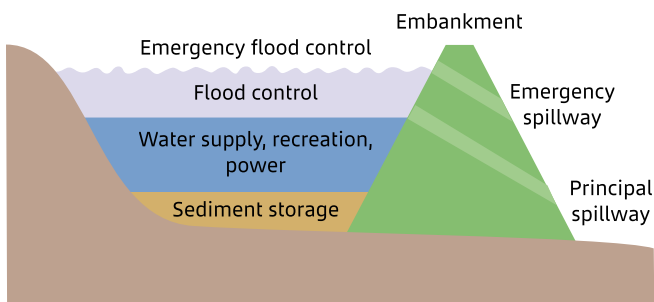 Embankment
Emergency flood control
Flood control
Emergency
spillway
Water supply, recreation,
power
Principal
spillway
Sediment storage